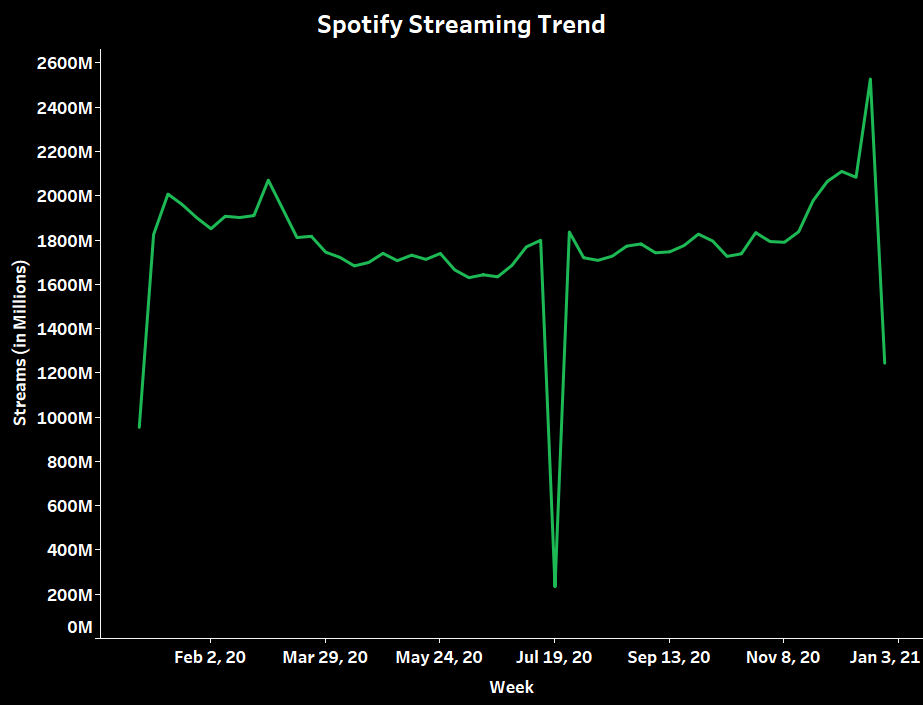 Spotify Streaming Trend
2600M
2400M
2200M
2000M
1800M
1600M
1400M
1200M
1000M
800M
600M
400M
200M
0M
Streams (in Millions)
Feb 2, 20
Mar 29, 20
May 24, 20
Jul 19, 20
Sep 13, 20
Nov 8, 20
Jan 3, 21
Week